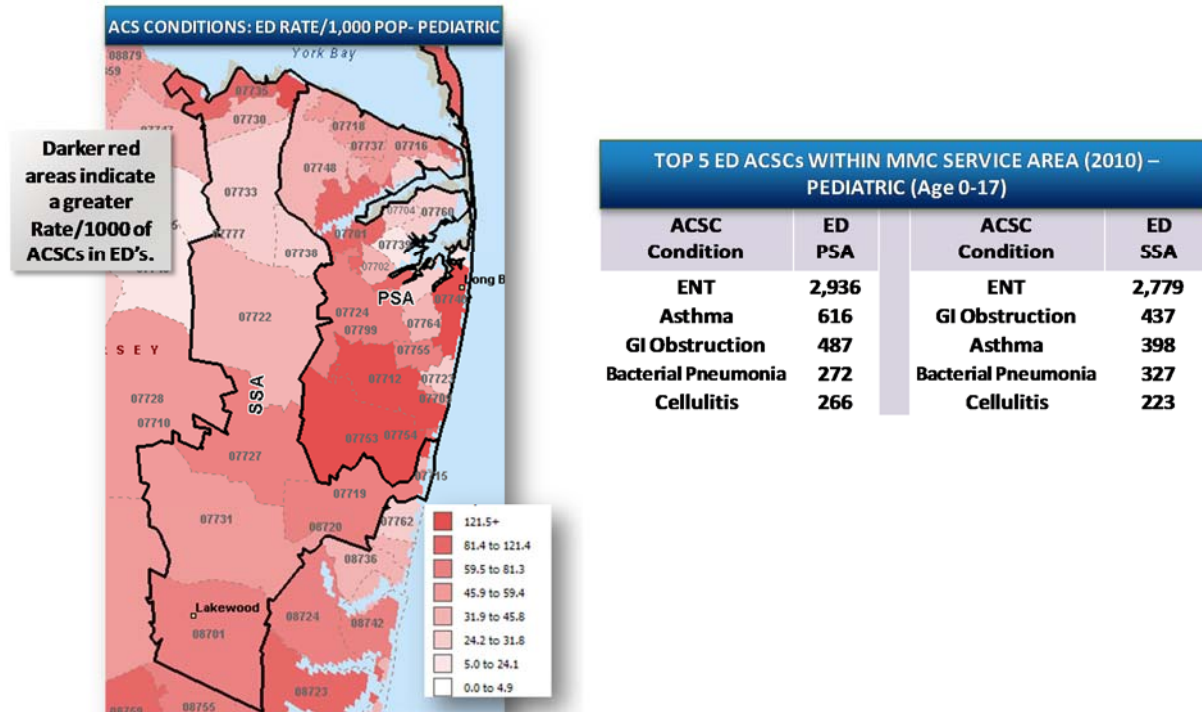 ACS CONDITIONS: ED RATE/1,000 POP- PEDIATRIC
York Bay
08879
07735
07730
07718
07737
07716
07748
07733
07704
07760
07777
07738
07701
07739
07702
Long B
PSA
07724
07799
07764
07722
07755
SEY
07712
07723
SSA
07728
07710
07753
07754
07727
07719
07731
08720
07762
08736
Lakewood
08701
08724
08742
08723
08755
Darker red
areas indicate
a greater
Rate/1000 of
ACSCs in ED's.
121.5+
81.4 to 121.4
59.5 to 81.3
45.9 to 59.4
31.9 to 45.8
24.2 to 31.8
5.0 to 24.1
0.0 to 4.9
TOP 5 ED ACSCs WITHIN MMC SERVICE AREA (2010) –
PEDIATRIC (Age 0-17)
ACSC ED ACSC ED
Condition PSA Condition SSA
ENT 2,936 ENT 2,779
Asthma 616 GI Obstruction 437
GI Obstruction 487 Asthma 398
Bacterial Pneumonia 272 Bacterial Pneumonia 327
Cellulitis 266 Cellulitis 223